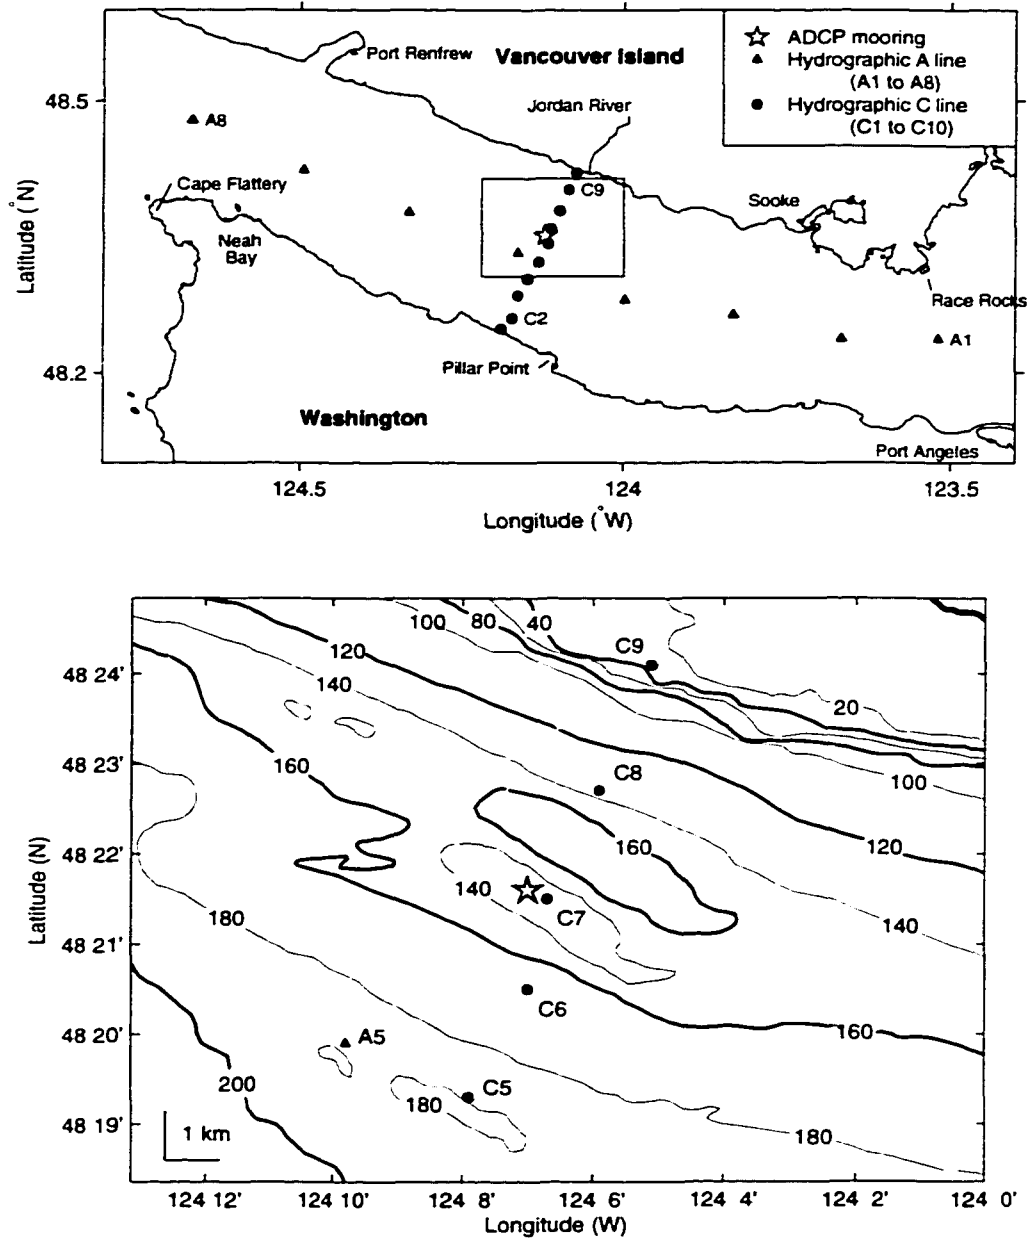 ADCP mooring
Hydrographic A line
(A1 to A8)
Hydrographic C line
(C1 to C10)
Port Renfrew
Vancouver Island
Jordan River
48.5
A8
Cape Flattery
C9
Sooke
Neah
Bay
Race Rocks
C2
A1
48.2
Pillar Point
Washington
Port Angeles
Latitude (°N)
124.5
124
123.5
Longitude (°W)
100
80
40
C9
120
140
20
48 24'
48 23'
160
C8
100
48 22'
160
120
140
C7
180
140
48 21'
C6
160
48 20'
A5
200
C5
180
48 19'
1 km
180
Latitude (N)
124 12'
124 10'
124 8'
124 6'
124 4'
124 2'
124 0'
Longitude (W)